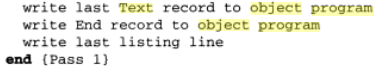 write last Text record to object program
write End record to object program
write last listing line
end {Pass 1}